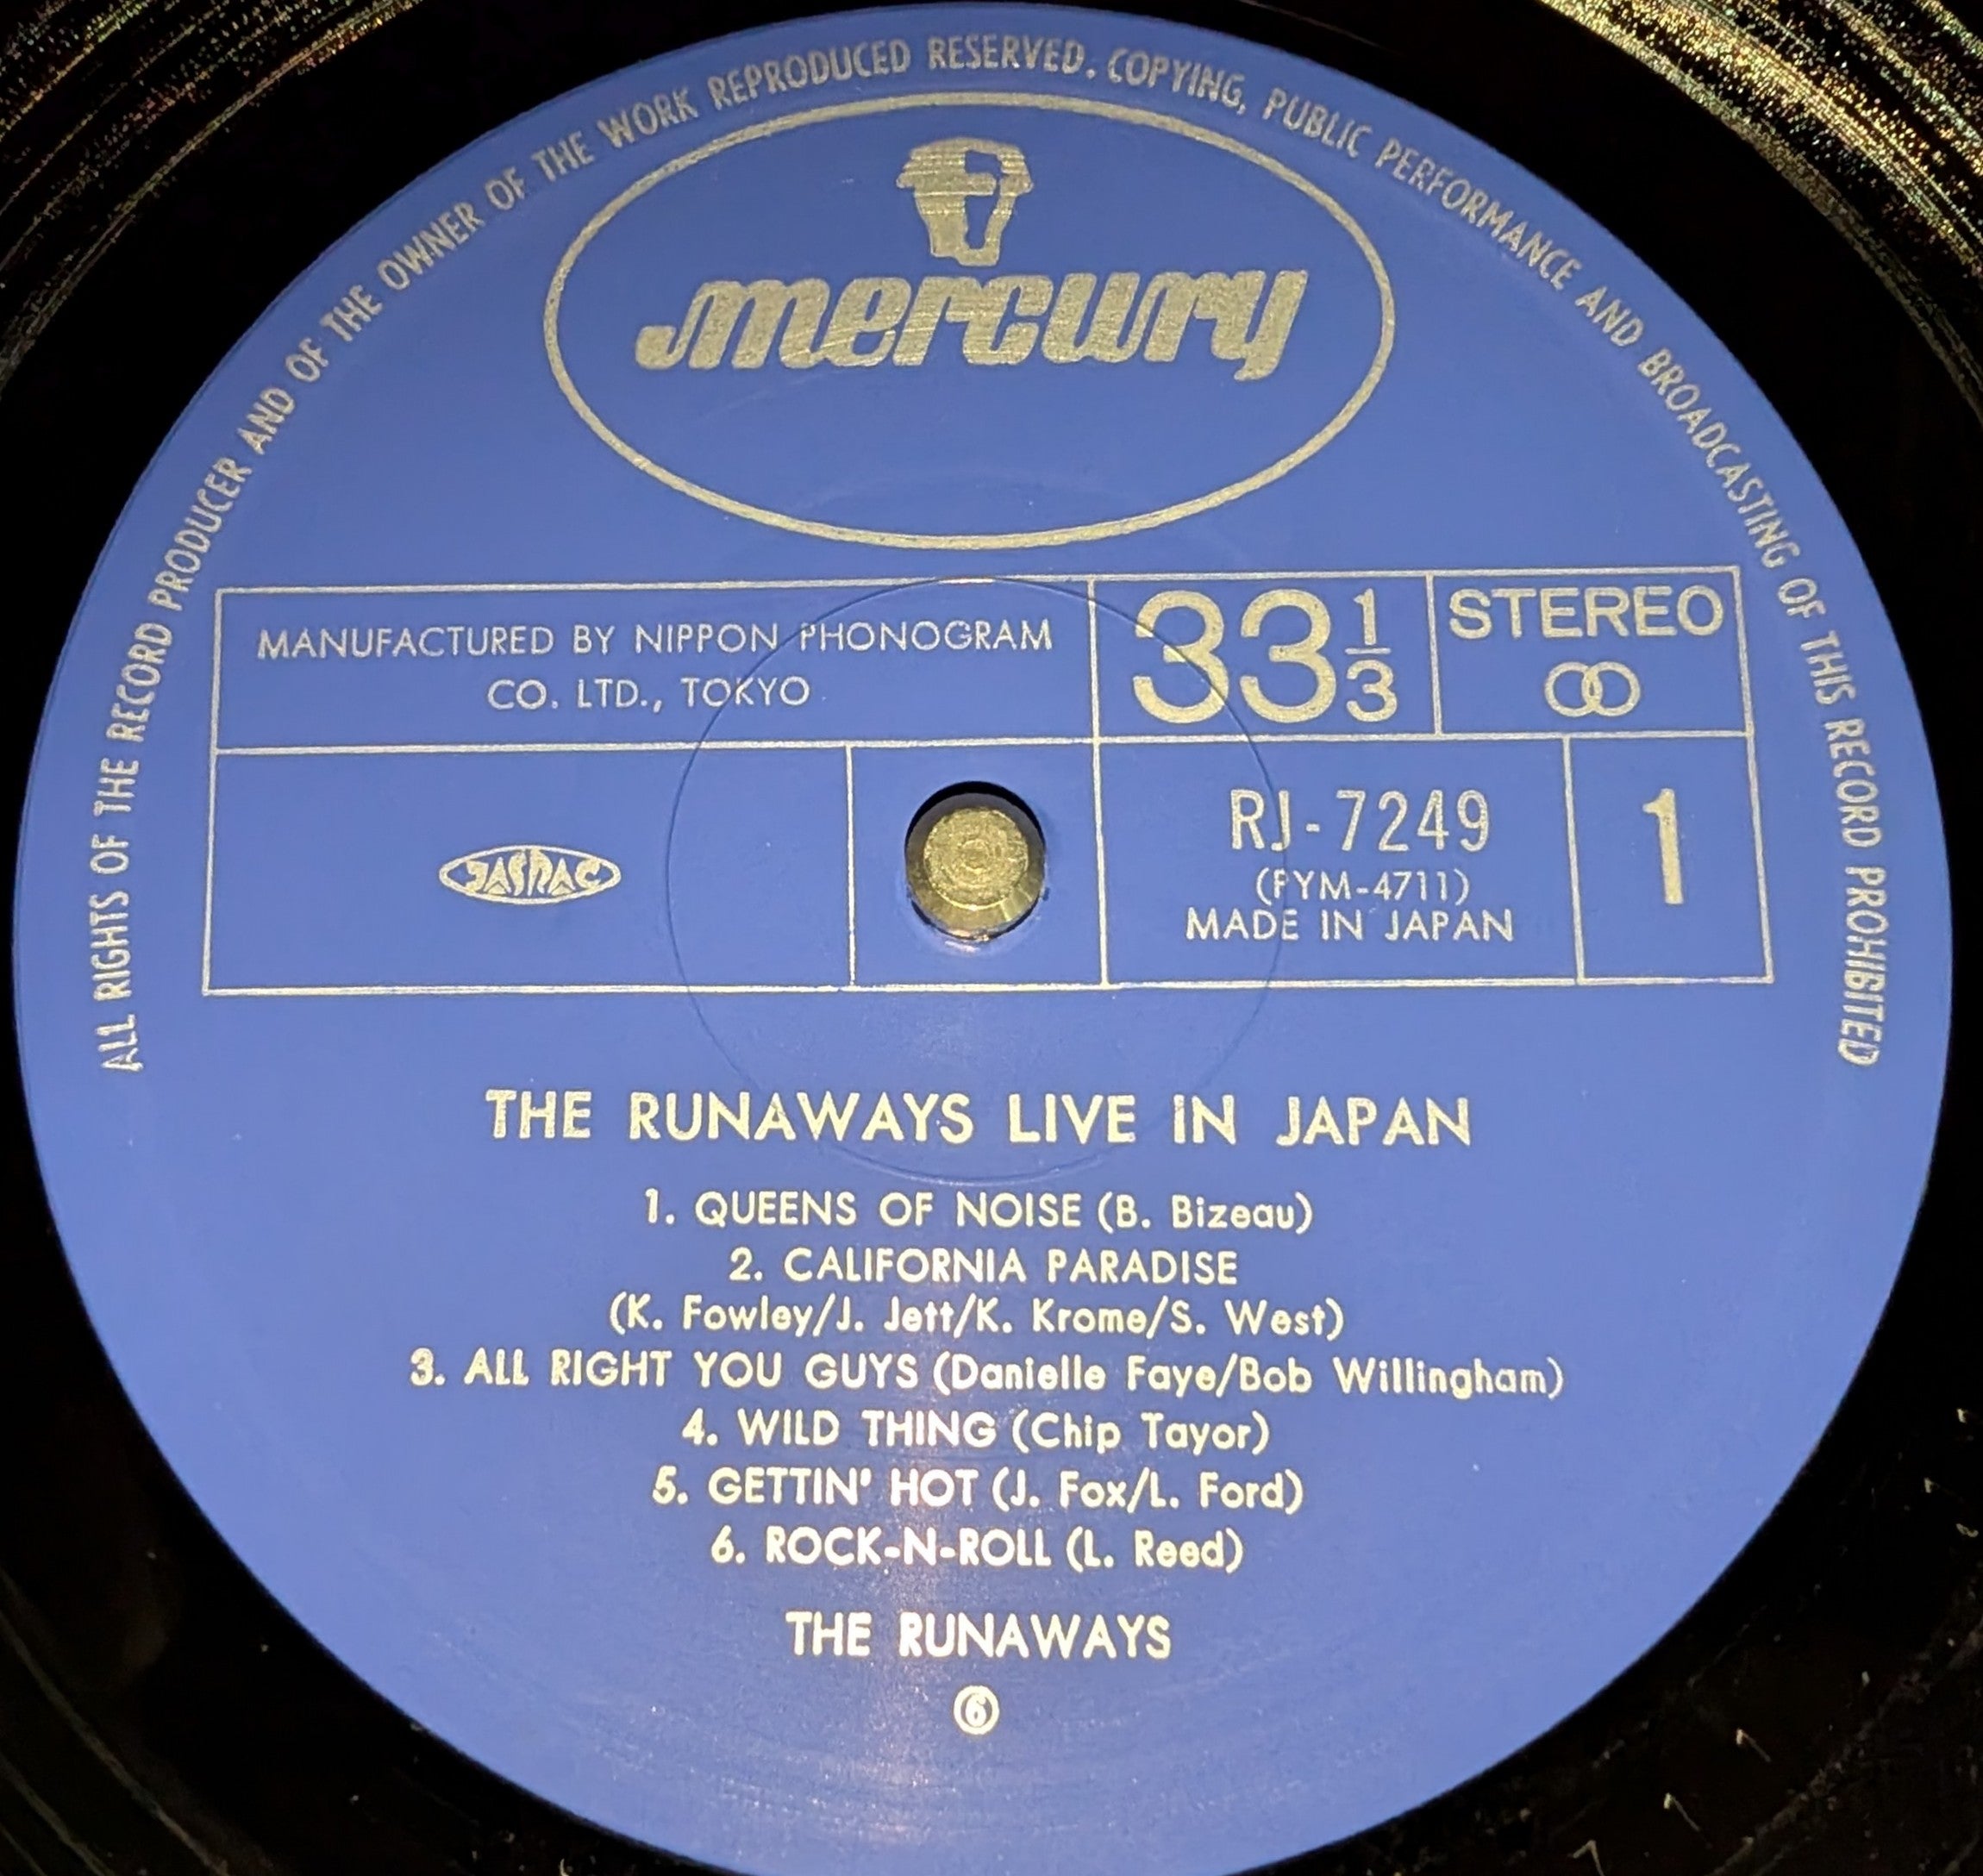 ALL RIGHTS OF THE RECORD PRODUCER AND OF THE OWNER OF THE WORK REPRODUCED RESERVED. COPYING, PUBLIC PERFORMANCE AND BROADCASTING OF THIS RECORD PROHIBITED
mercury
MANUFACTURED BY NIPPON PHONOGRAM
CO. LTD., TOKYO
33 1/3
STEREO
JASRAC
RJ-7249
(PYM-4711)
MADE IN JAPAN
1
THE RUNAWAYS LIVE IN JAPAN
1. QUEENS OF NOISE (B. Bizeau)
2. CALIFORNIA PARADISE
(K. Fowley/J. Jett/K. Krome/S. West)
3. ALL RIGHT YOU GUYS (Danielle Faye/Bob Willingham)
4. WILD THING (Chip Tayor)
5. GETTIN' HOT (J. Fox/L. Ford)
6. ROCK-N-ROLL (L. Reed)
THE RUNAWAYS
⑥